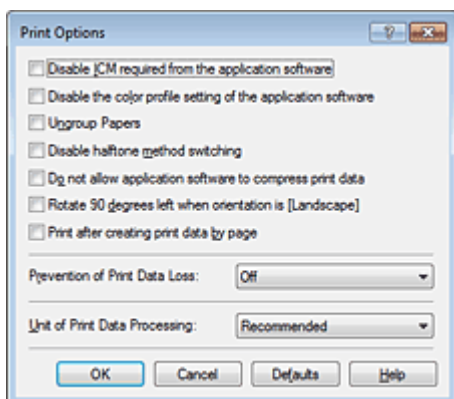 Print Options
Disable ICM required from the application software
Disable the color profile setting of the application software
Ungroup Papers
Disable halftone method switching
Do not allow application software to compress print data
Rotate 90 degrees left when orientation is [Landscape]
Print after creating print data by page
Prevention of Print Data Loss: Off
Unit of Print Data Processing: Recommended
OK Cancel Defaults Help